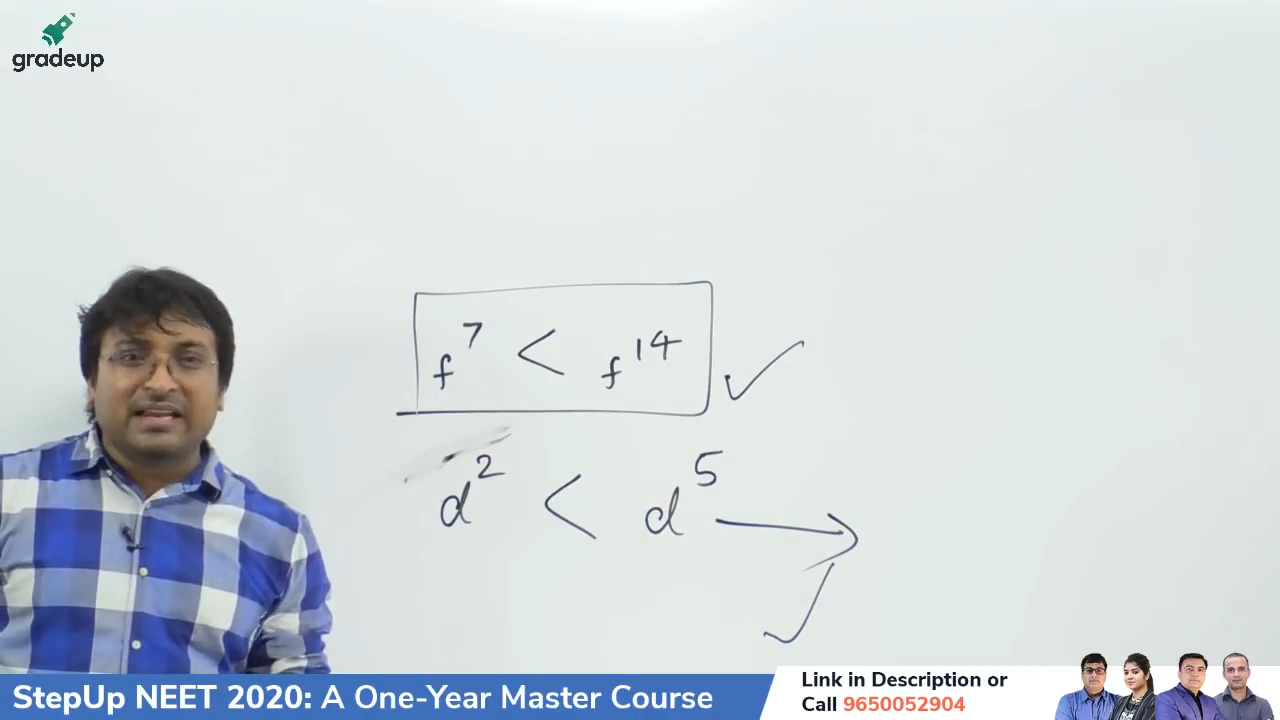 gradeup
f⁷ < f¹⁴ ✓
d² < d⁵ → ✓
StepUp NEET 2020: A One-Year Master Course
Link in Description or
Call 9650052904